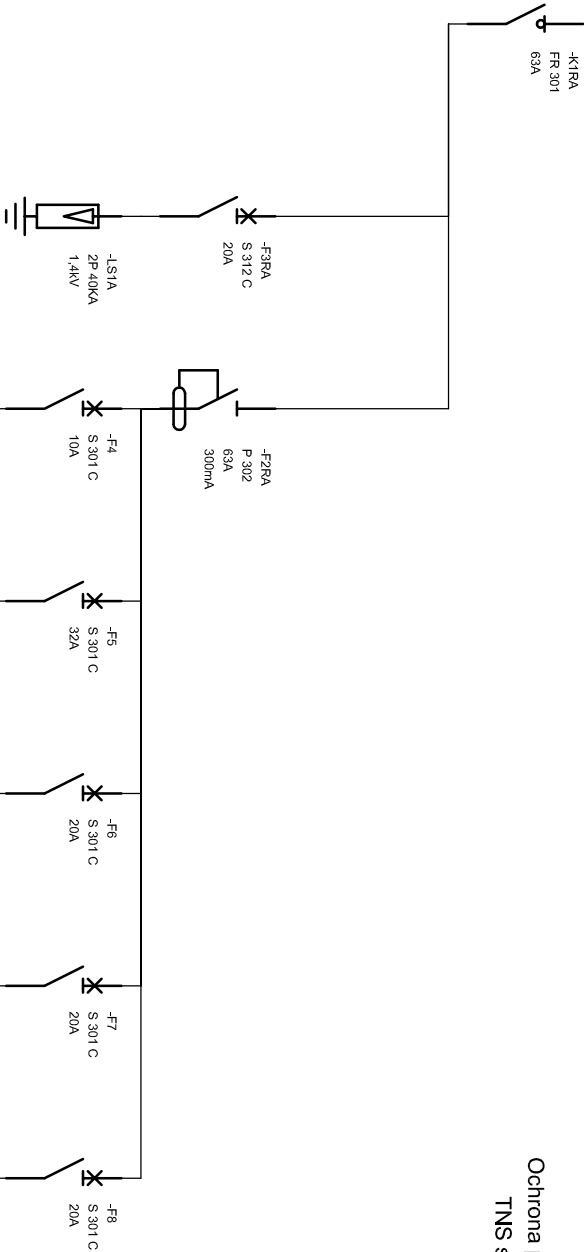 -K1RA
FR 301
63A
-F3RA
S 312 C
20A
-LS1A
2P 40KA
1,4kV
-F2RA
P 302
63A
300mA
-F4
S 301 C
10A
-F5
S 301 C
32A
-F6
S 301 C
20A
-F7
S 301 C
20A
-F8
S 301 C
20A
Ochrona
TNS